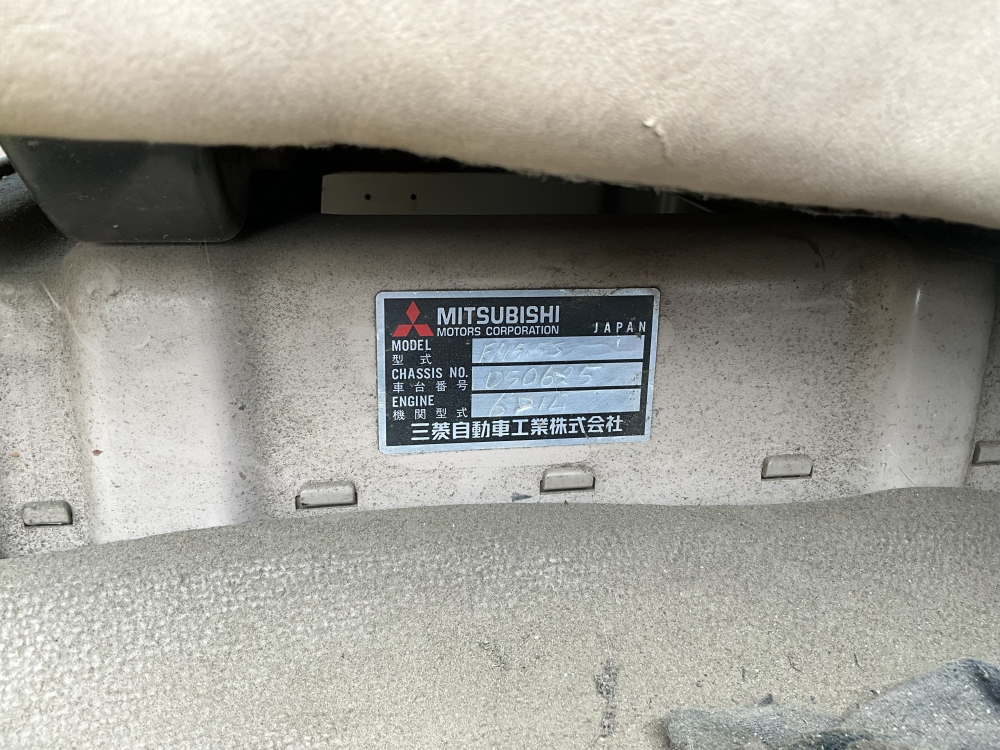 MITSUBISHI
MOTORS CORPORATION JAPAN
MODEL
型式
CHASSIS NO.
車台番号
ENGINE
機関型式
三菱自動車工業株式会社